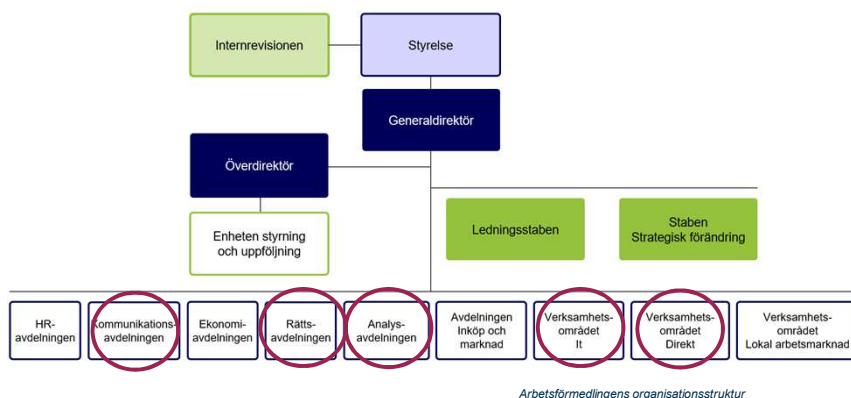 Internrevisionen
Styrelse
Generaldirektör
Överdirektör
Enheten styrning
och uppföljning
Ledningsstaben
Staben
Strategisk förändring
HR-
avdelningen
Kommunikations-
avdelningen
Ekonomi-
avdelningen
Rätts-
avdelningen
Analys-
avdelningen
Avdelningen
Inköp och
marknad
Verksamhets-
området
It
Verksamhets-
området
Direkt
Verksamhets-
området
Lokal arbetsmarknad
Arbetsförmedlingens organisationsstruktur